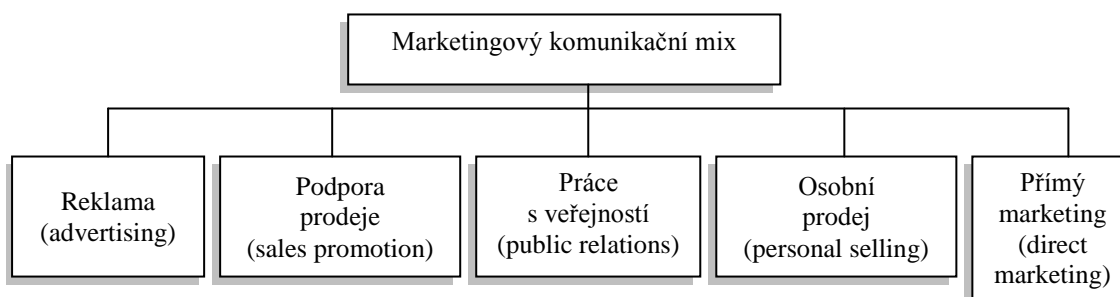 Marketingový komunikační mix
Reklama
(advertising)
Podpora
prodeje
(sales promotion)
Práce
s veřejností
(public relations)
Osobní
prodej
(personal selling)
Přímý
marketing
(direct
marketing)